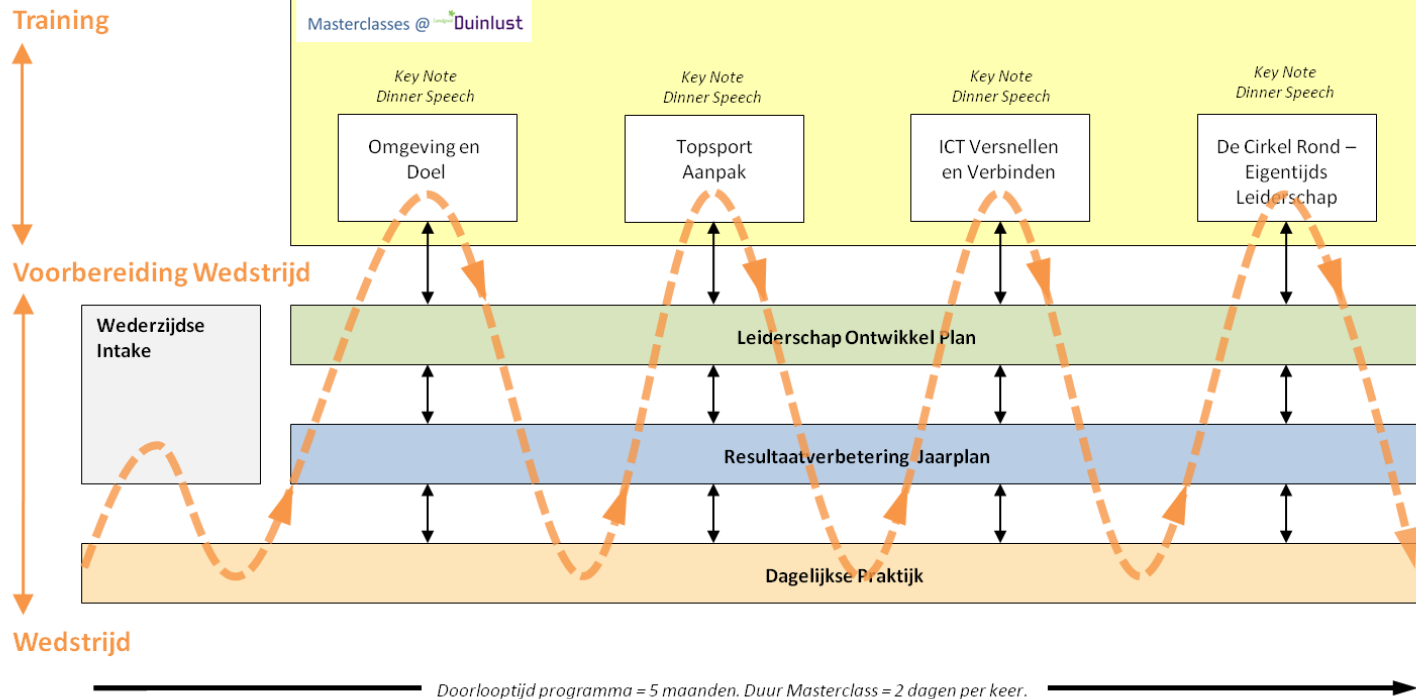 Training
Masterclasses @ Landgoed Duinlust
Key Note
Dinner Speech
Key Note
Dinner Speech
Key Note
Dinner Speech
Key Note
Dinner Speech
Omgeving en
Doel
Topsport
Aanpak
ICT Versnellen
en Verbinden
De Cirkel Rond –
Eigentijds
Leiderschap
Voorbereiding Wedstrijd
Wederzijdse
Intake
Leiderschap Ontwikkel Plan
Resultaatverbetering Jaarplan
Dagelijkse Praktijk
Wedstrijd
Doorlooptijd programma = 5 maanden. Duur Masterclass = 2 dagen per keer.